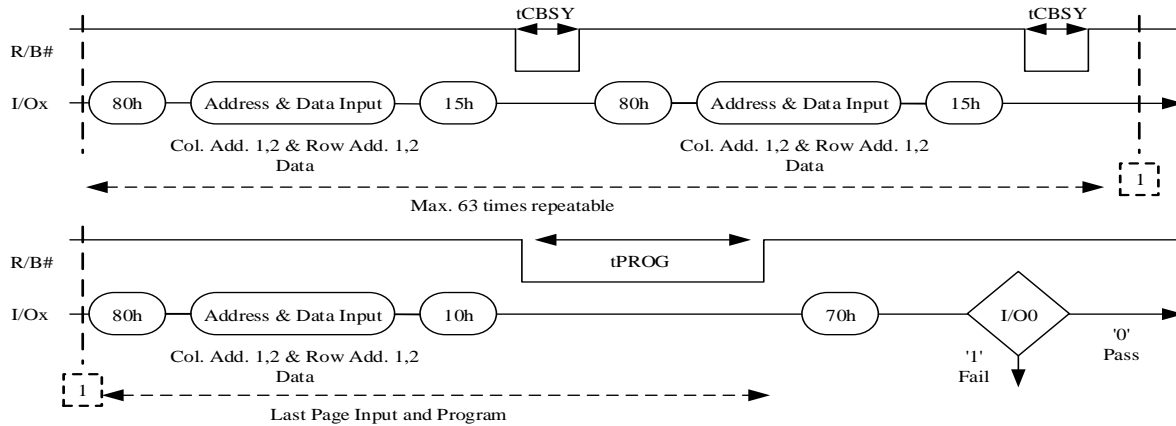 tCBSY tCBSY
R/B#
I/Ox 80h Address & Data Input 15h 80h Address & Data Input 15h
Col. Add. 1,2 & Row Add. 1,2 Col. Add. 1,2 & Row Add. 1,2
Data Data
1
Max. 63 times repeatable
R/B#
tPROG
I/Ox 80h Address & Data Input 10h 70h I/O0
'0'
Col. Add. 1,2 & Row Add. 1,2 '1' Pass
Data Fail
1
Last Page Input and Program